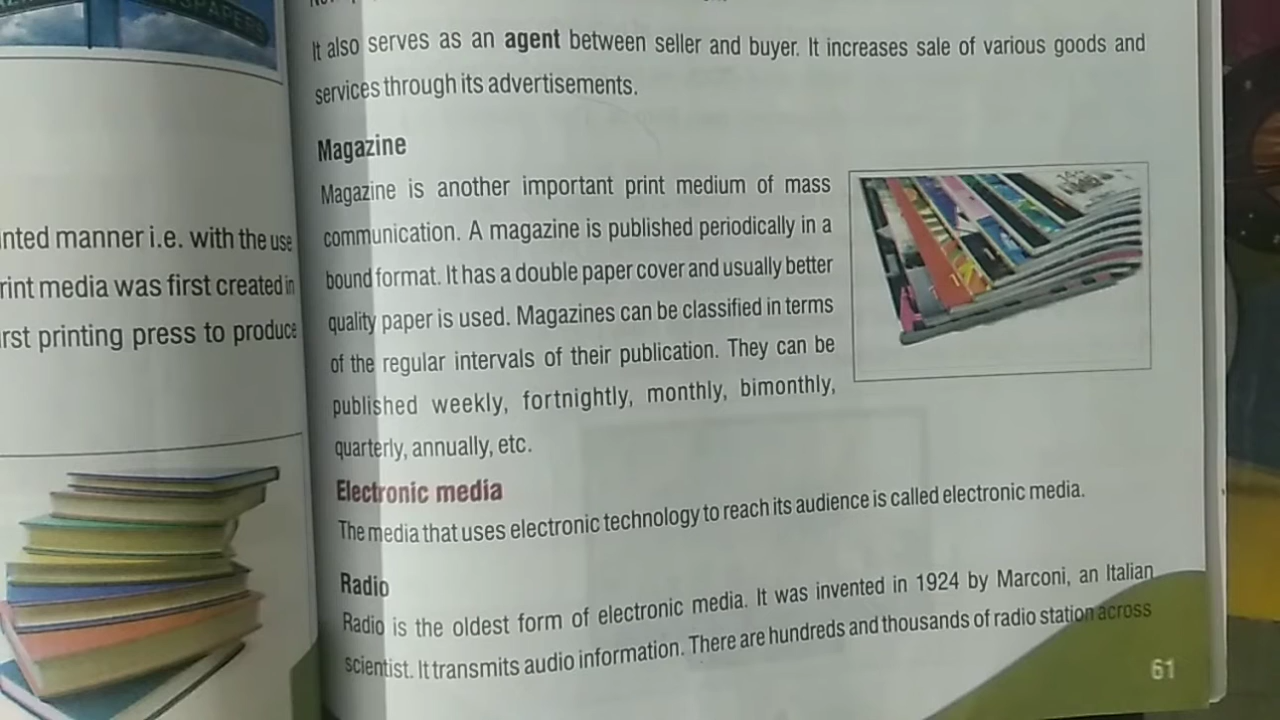 NEWSPAPERS
inted manner i.e. with the use
rint media was first created in
irst printing press to produce
It also serves as an agent between seller and buyer. It increases sale of various goods and
services through its advertisements.
Magazine
Magazine is another important print medium of mass
communication. A magazine is published periodically in a
bound format. It has a double paper cover and usually better
quality paper is used. Magazines can be classified in terms
of the regular intervals of their publication. They can be
published weekly, fortnightly, monthly, bimonthly,
quarterly, annually, etc.
Electronic media
The media that uses electronic technology to reach its audience is called electronic media.
Radio
Radio is the oldest form of electronic media. It was invented in 1924 by Marconi, an Italian
scientist. It transmits audio information. There are hundreds and thousands of radio station across
61